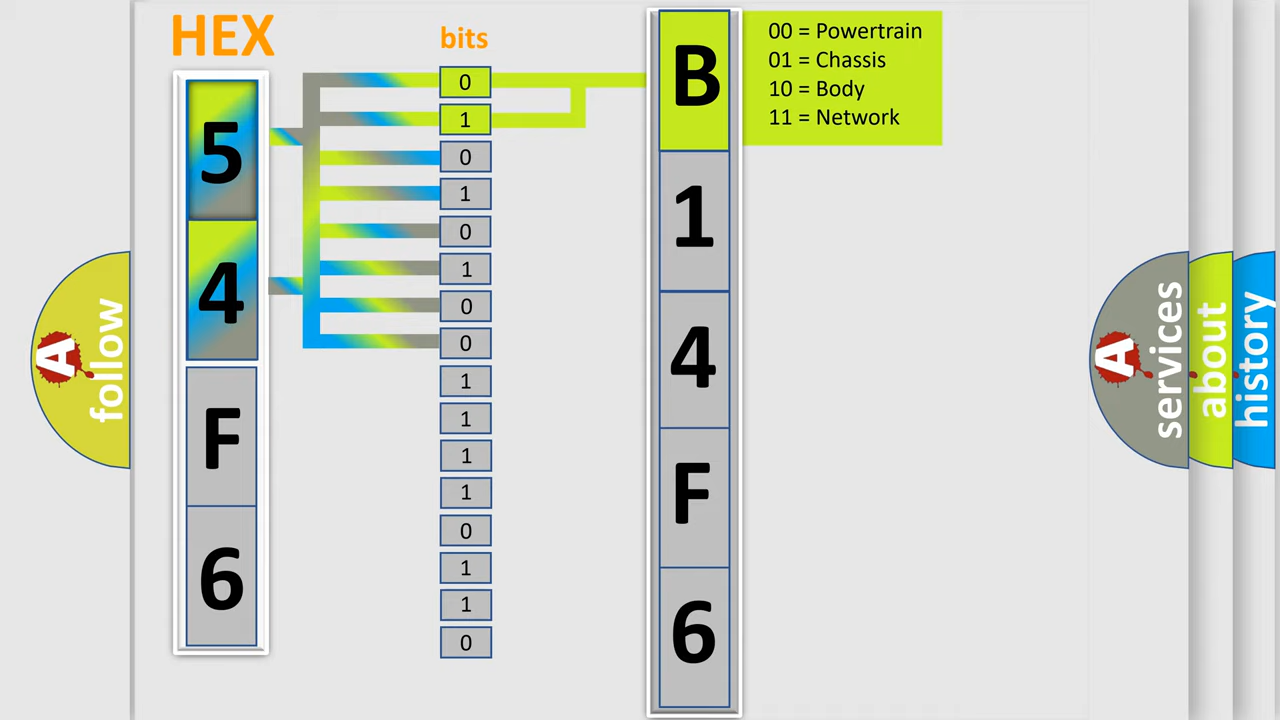 HEX
bits
5
4
F
6
0
1
0
1
0
1
0
0
1
1
1
1
0
1
1
0
B
1
4
F
6
00 = Powertrain
01 = Chassis
10 = Body
11 = Network
A
follow
A
services
about
history